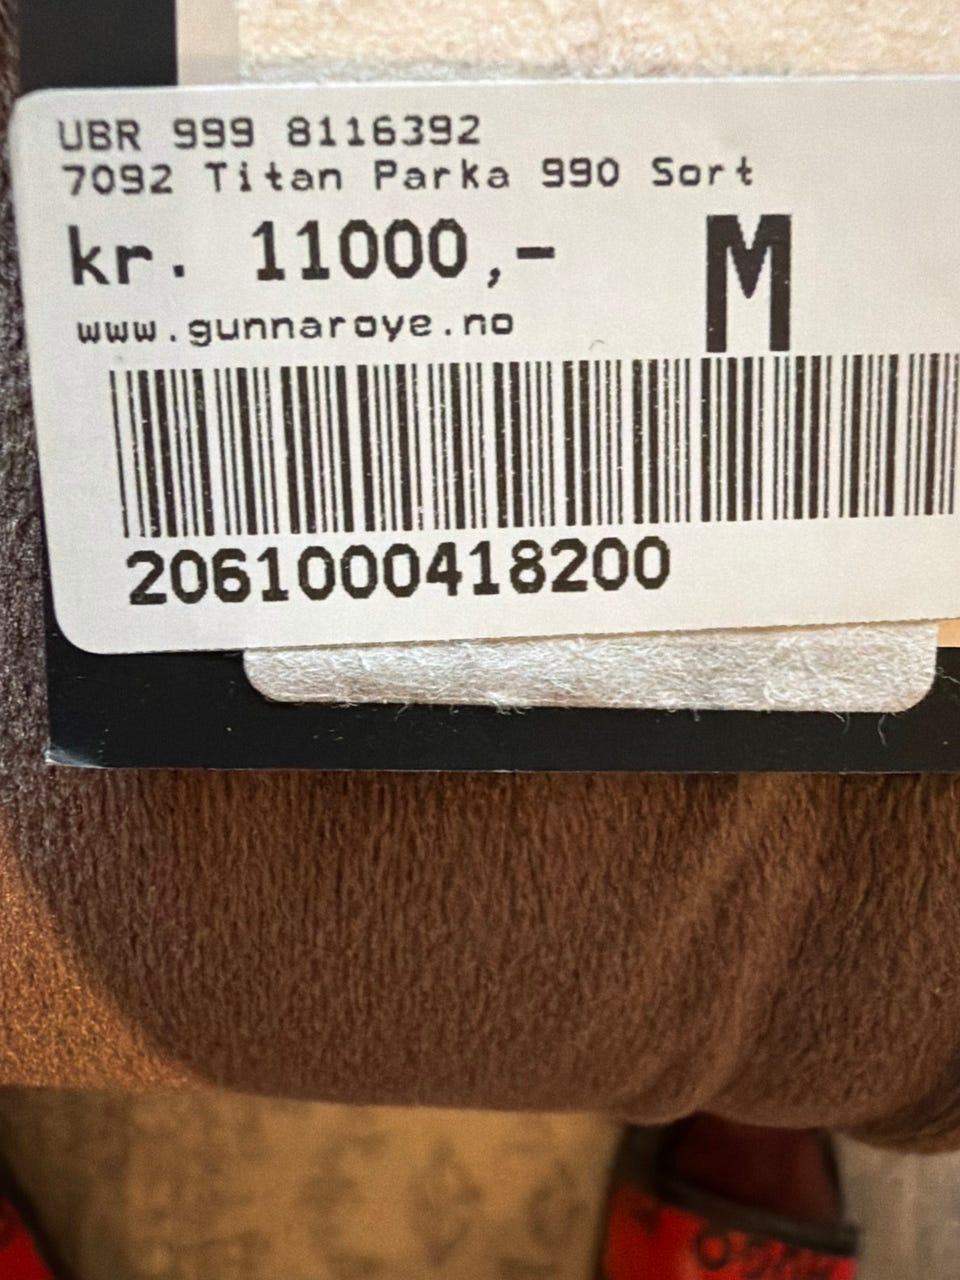 UBR 999 8116392
7092 Titan Parka 990 Sort
kr. 11000,-
M
www.gunnaroye.no
2061000418200